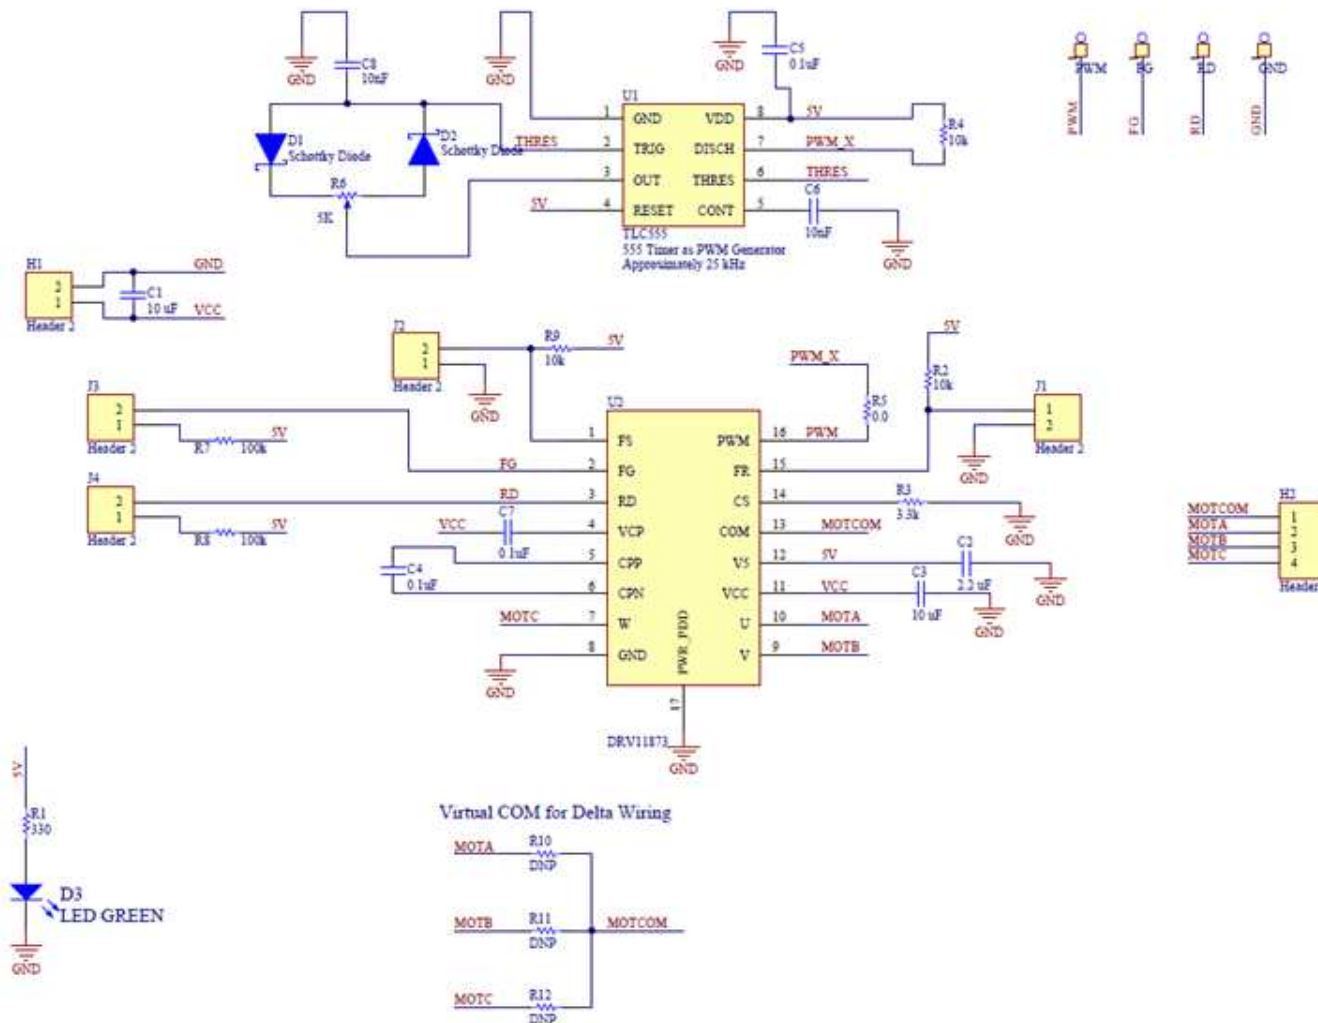 GND
C8
10nF
GND
GND
C5
0.1uF
PWM
FG
RD
GND
PWM
FG
RD
GND
D1
Schottky Diode
D2
Schottky Diode
R6
5K
THRES
5V
U1
1 GND VDD 8
2 TRIG DISCH 7
3 OUT THRES 6
4 RESET CONT 5
TLC555
555 Timer as PWM Generator
Approximately 25 kHz
5V
PWM_X
R4
10k
THRES
C6
10nF
GND
H1
2
1
Header 2
GND
C1
10 uF
VCC
J2
2
1
Header 2
R9
10k
5V
GND
PWM_X
R5
0.0
PWM
5V
R2
10k
J1
1
2
Header 2
GND
J3
2
1
Header 2
R7
100k
5V
FG
J4
2
1
Header 2
R8
100k
5V
RD
VCC
C7
0.1uF
C4
0.1uF
MOTC
GND
U2
1 FS PWM 16
2 FG FR 15
3 RD CS 14
4 VCP COM 13
5 CPP V5 12
6 CPN VCC 11
7 W U 10
8 GND V 9
PWR_PDD
17
DRV11873
GND
R3
3.3k
GND
MOTCOM
5V
C2
2.2 uF
GND
VCC
C3
10 uF
GND
MOTA
MOTB
H2
MOTCOM 1
MOTA 2
MOTB 3
MOTC 4
Header
5V
R1
330
D3
LED GREEN
GND
Virtual COM for Delta Wiring
MOTA
R10
DNP
MOTB
R11
DNP
MOTCOM
MOTC
R12
DNP